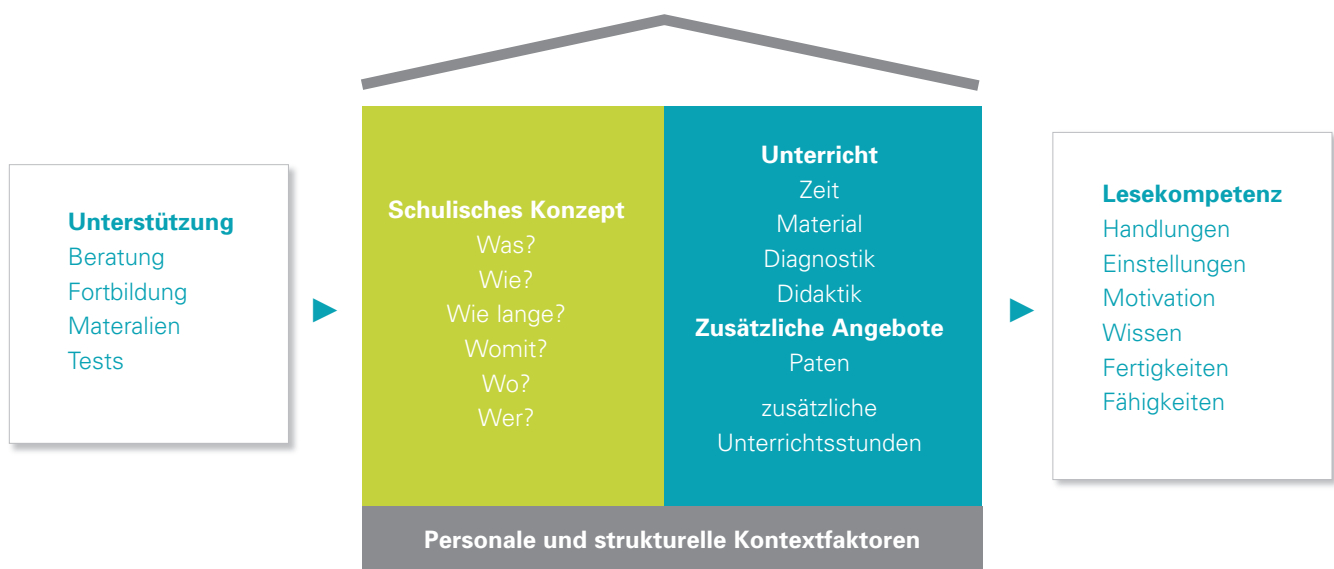 Unterstützung
Beratung
Fortbildung
Materalien
Tests
Schulisches Konzept
Was?
Wie?
Wie lange?
Womit?
Wo?
Wer?
Unterricht
Zeit
Material
Diagnostik
Didaktik
Zusätzliche Angebote
Paten
zusätzliche
Unterrichtsstunden
Lesekompetenz
Handlungen
Einstellungen
Motivation
Wissen
Fertigkeiten
Fähigkeiten
Personale und strukturelle Kontextfaktoren